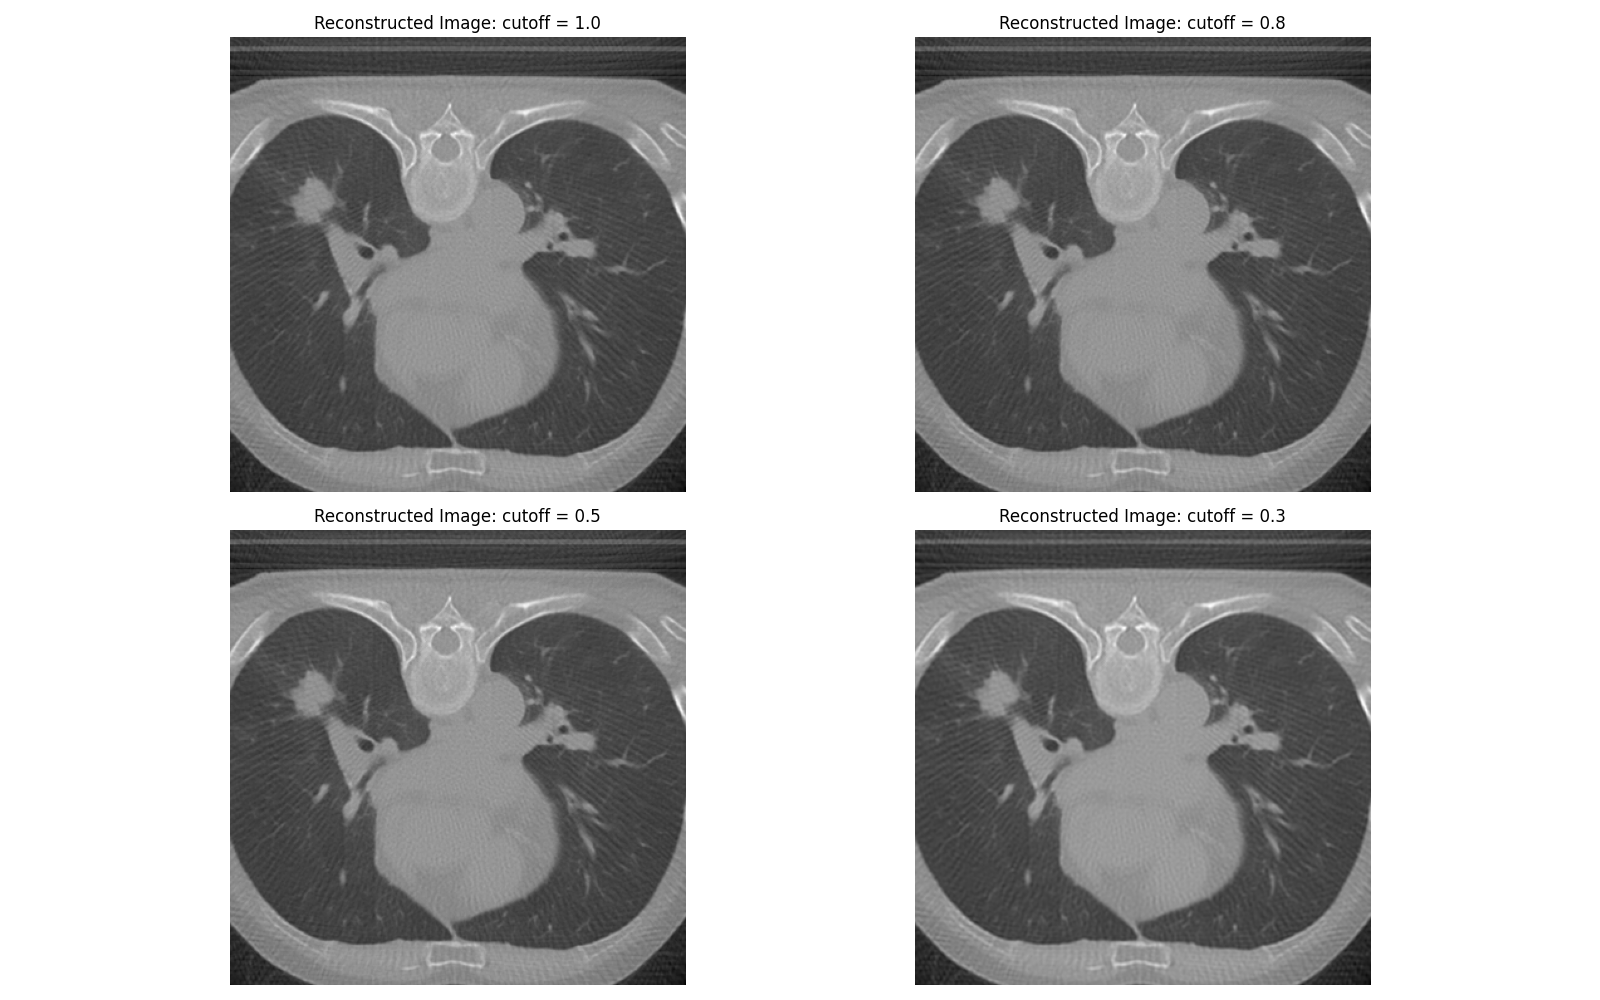 Reconstructed Image: cutoff = 1.0
Reconstructed Image: cutoff = 0.8
Reconstructed Image: cutoff = 0.5
Reconstructed Image: cutoff = 0.3